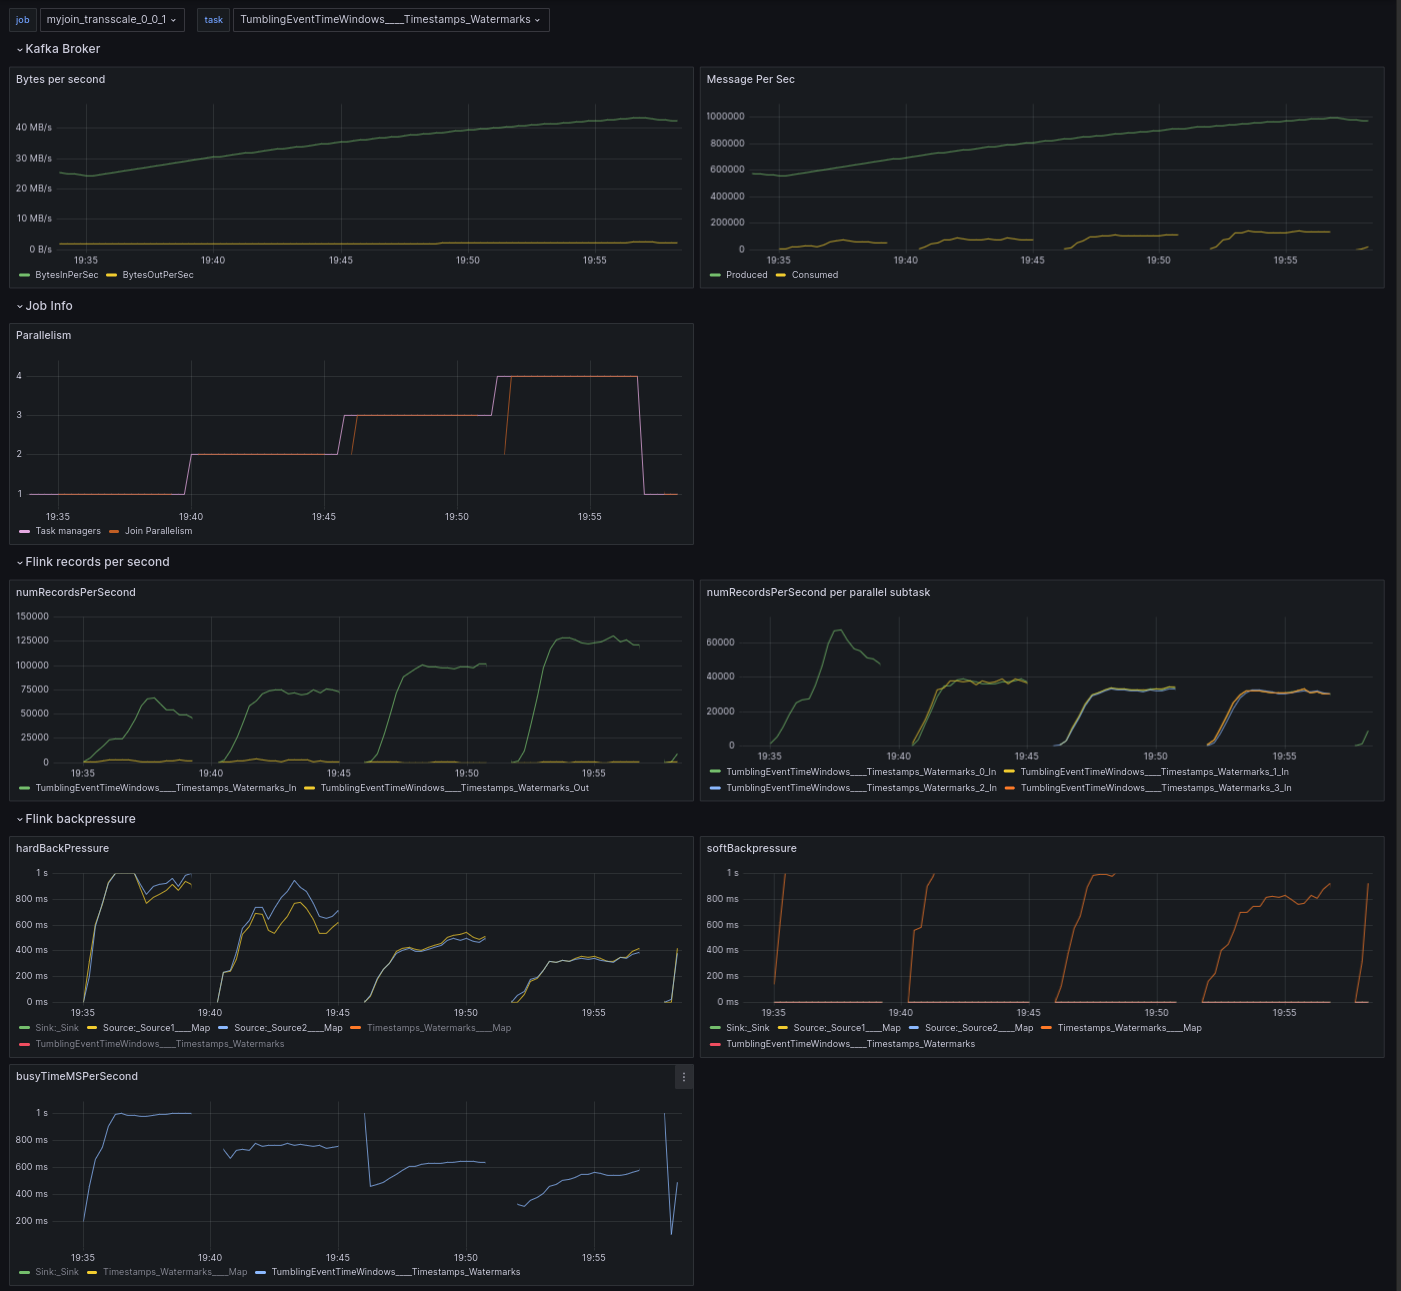 job myjoin_transscale_0_0_1 task TumblingEventTimeWindows____Timestamps_Watermarks
Kafka Broker
Bytes per second
40 MB/s
30 MB/s
20 MB/s
10 MB/s
0 B/s
19:35 19:40 19:45 19:50 19:55
BytesInPerSec BytesOutPerSec
Message Per Sec
1000000
800000
600000
400000
200000
0
19:35 19:40 19:45 19:50 19:55
Produced Consumed
Job Info
Parallelism
4
3
2
1
19:35 19:40 19:45 19:50 19:55
Task managers Join Parallelism
Flink records per second
numRecordsPerSecond
150000
125000
100000
75000
50000
25000
0
19:35 19:40 19:45 19:50 19:55
TumblingEventTimeWindows____Timestamps_Watermarks_In TumblingEventTimeWindows____Timestamps_Watermarks_Out
numRecordsPerSecond per parallel subtask
60000
40000
20000
0
19:35 19:40 19:45 19:50 19:55
TumblingEventTimeWindows____Timestamps_Watermarks_0_In TumblingEventTimeWindows____Timestamps_Watermarks_1_In
TumblingEventTimeWindows____Timestamps_Watermarks_2_In TumblingEventTimeWindows____Timestamps_Watermarks_3_In
Flink backpressure
hardBackPressure
1 s
800 ms
600 ms
400 ms
200 ms
0 ms
19:35 19:40 19:45 19:50 19:55
Sink:_Sink Source:_Source1____Map Source:_Source2____Map Timestamps_Watermarks____Map
TumblingEventTimeWindows____Timestamps_Watermarks
softBackpressure
1 s
800 ms
600 ms
400 ms
200 ms
0 ms
19:35 19:40 19:45 19:50 19:55
Sink:_Sink Source:_Source1____Map Source:_Source2____Map Timestamps_Watermarks____Map
TumblingEventTimeWindows____Timestamps_Watermarks
busyTimeMSPerSecond
1 s
800 ms
600 ms
400 ms
200 ms
19:35 19:40 19:45 19:50 19:55
Sink:_Sink Timestamps_Watermarks____Map TumblingEventTimeWindows____Timestamps_Watermarks